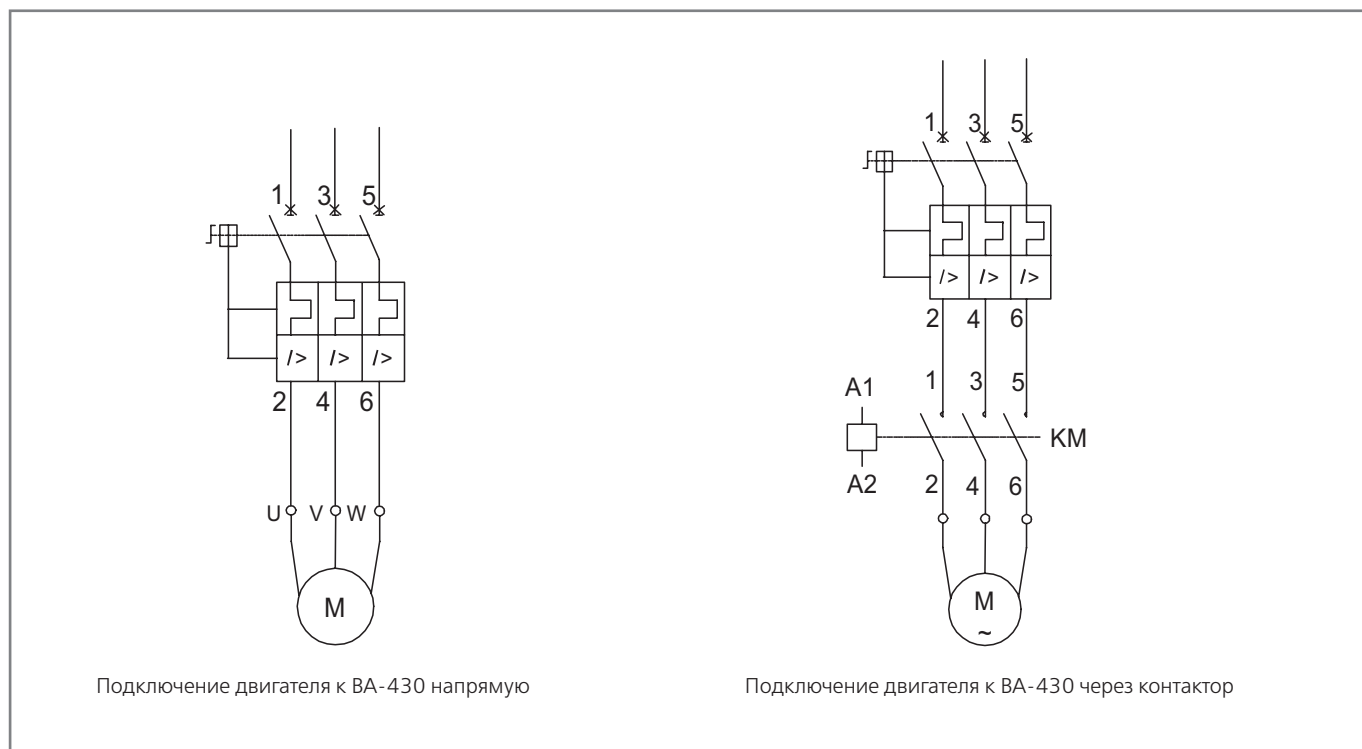 1 3 5
I> I> I>
2 4 6
U V W
M
Подключение двигателя к ВА-430 напрямую
1 3 5
I> I> I>
2 4 6
1 3 5
A1
KM
A2
2 4 6
M
~
Подключение двигателя к ВА-430 через контактор